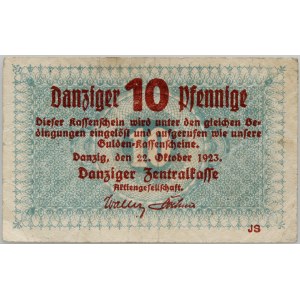 Danziger 10 Pfennige
Dieser Kassenschein wird unter den gleichen Be-
dingungen eingelöst und aufgerufen wie unsere
Gulden-Kassenscheine.
Danzig, den 22. Oktober 1923.
Danziger Zentralkasse
Aktiengesellschaft.
JS